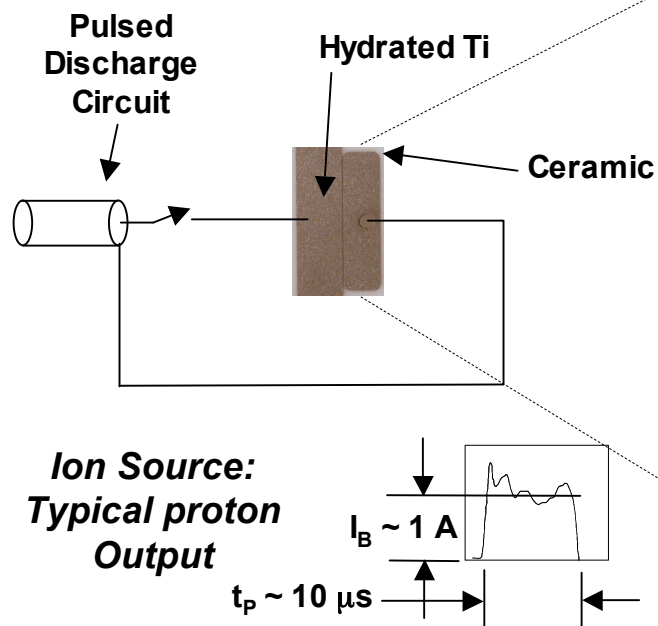 Pulsed
Discharge
Circuit
Hydrated Ti
Ceramic
Ion Source:
Typical proton
Output
I_B ~ 1 A
t_P ~ 10 μs